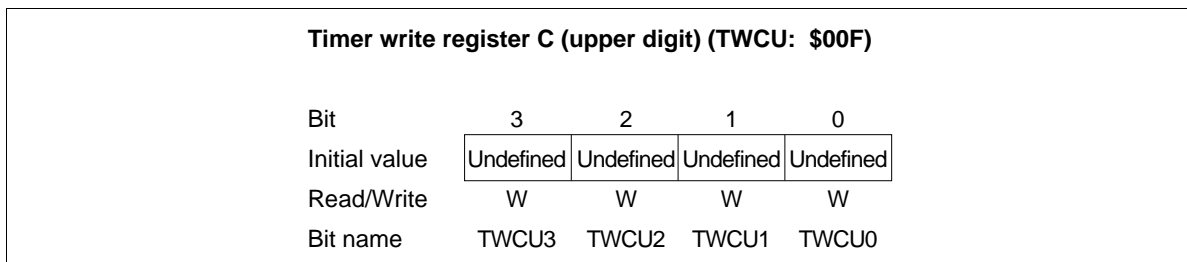 Timer write register C (upper digit) (TWCU: $00F)
Bit 3 2 1 0
Initial value Undefined Undefined Undefined Undefined
Read/Write W W W W
Bit name TWCU3 TWCU2 TWCU1 TWCU0